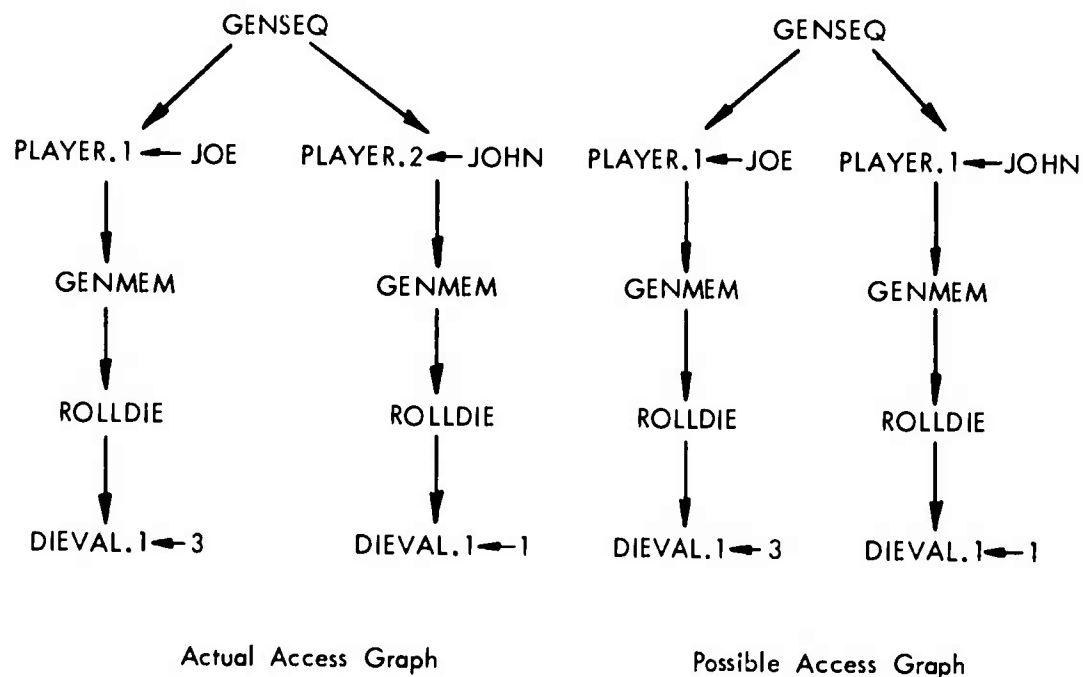 GENSEQ GENSEQ
PLAYER.1 JOE PLAYER.2 JOHN PLAYER.1 JOE PLAYER.1 JOHN
GENMEM GENMEM GENMEM GENMEM
ROLLDIE ROLLDIE ROLLDIE ROLLDIE
DIEVAL.1 3 DIEVAL.1 1 DIEVAL.1 3 DIEVAL.1 1
Actual Access Graph Possible Access Graph